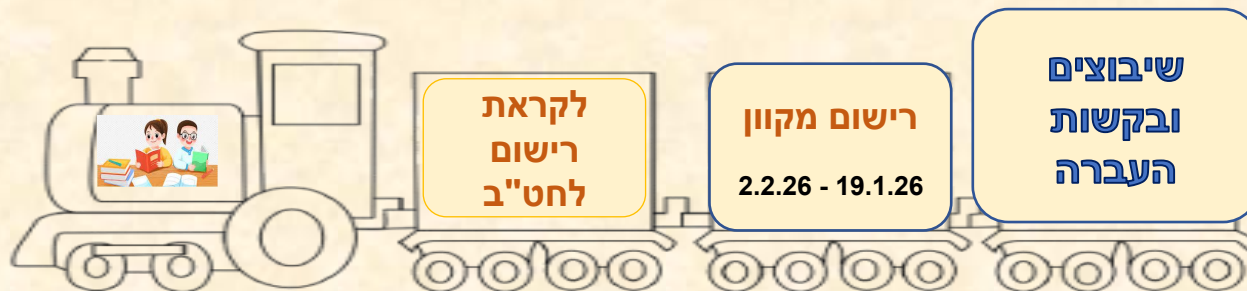 לקראת
רישום
לחט"ב
רישום מקוון
19.1.26 - 2.2.26
שיבוצים
ובקשות
העברה